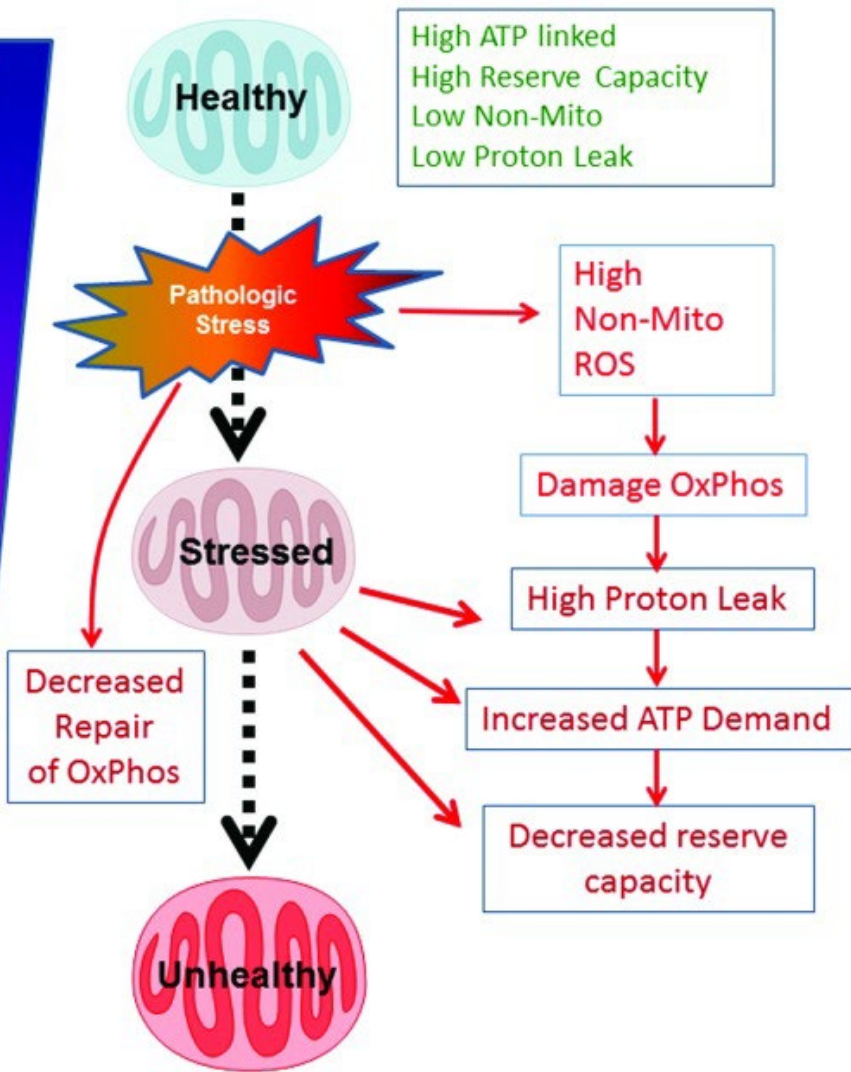 High ATP linked
High Reserve Capacity
Low Non-Mito
Low Proton Leak
Healthy
Pathologic
Stress
High
Non-Mito
ROS
Damage OxPhos
Stressed
High Proton Leak
Decreased
Repair
of OxPhos
Increased ATP Demand
Decreased reserve
capacity
Unhealthy